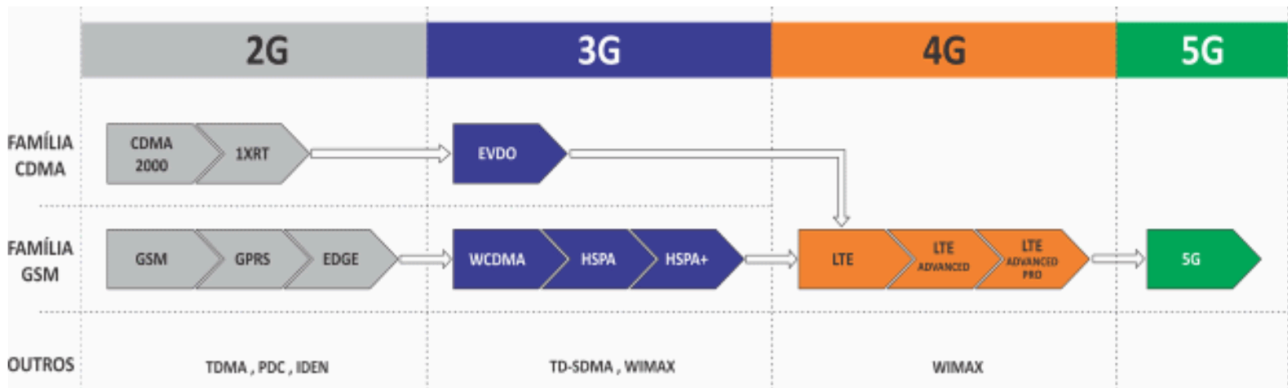 2G
3G
4G
5G
FAMÍLIA
CDMA
CDMA
2000
1XRT
EVDO
FAMÍLIA
GSM
GSM
GPRS
EDGE
WCDMA
HSPA
HSPA+
LTE
LTE
ADVANCED
LTE
ADVANCED
PRO
5G
OUTROS
TDMA , PDC , IDEN
TD-SDMA , WIMAX
WIMAX